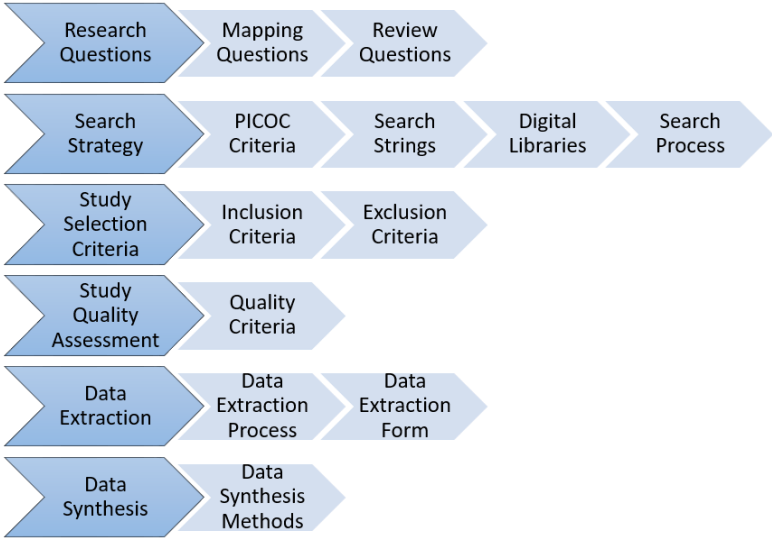 Research
Questions
Mapping
Questions
Review
Questions
Search
Strategy
PICOC
Criteria
Search
Strings
Digital
Libraries
Search
Process
Study
Selection
Criteria
Inclusion
Criteria
Exclusion
Criteria
Study
Quality
Assessment
Quality
Criteria
Data
Extraction
Data
Extraction
Process
Data
Extraction
Form
Data
Synthesis
Data
Synthesis
Methods